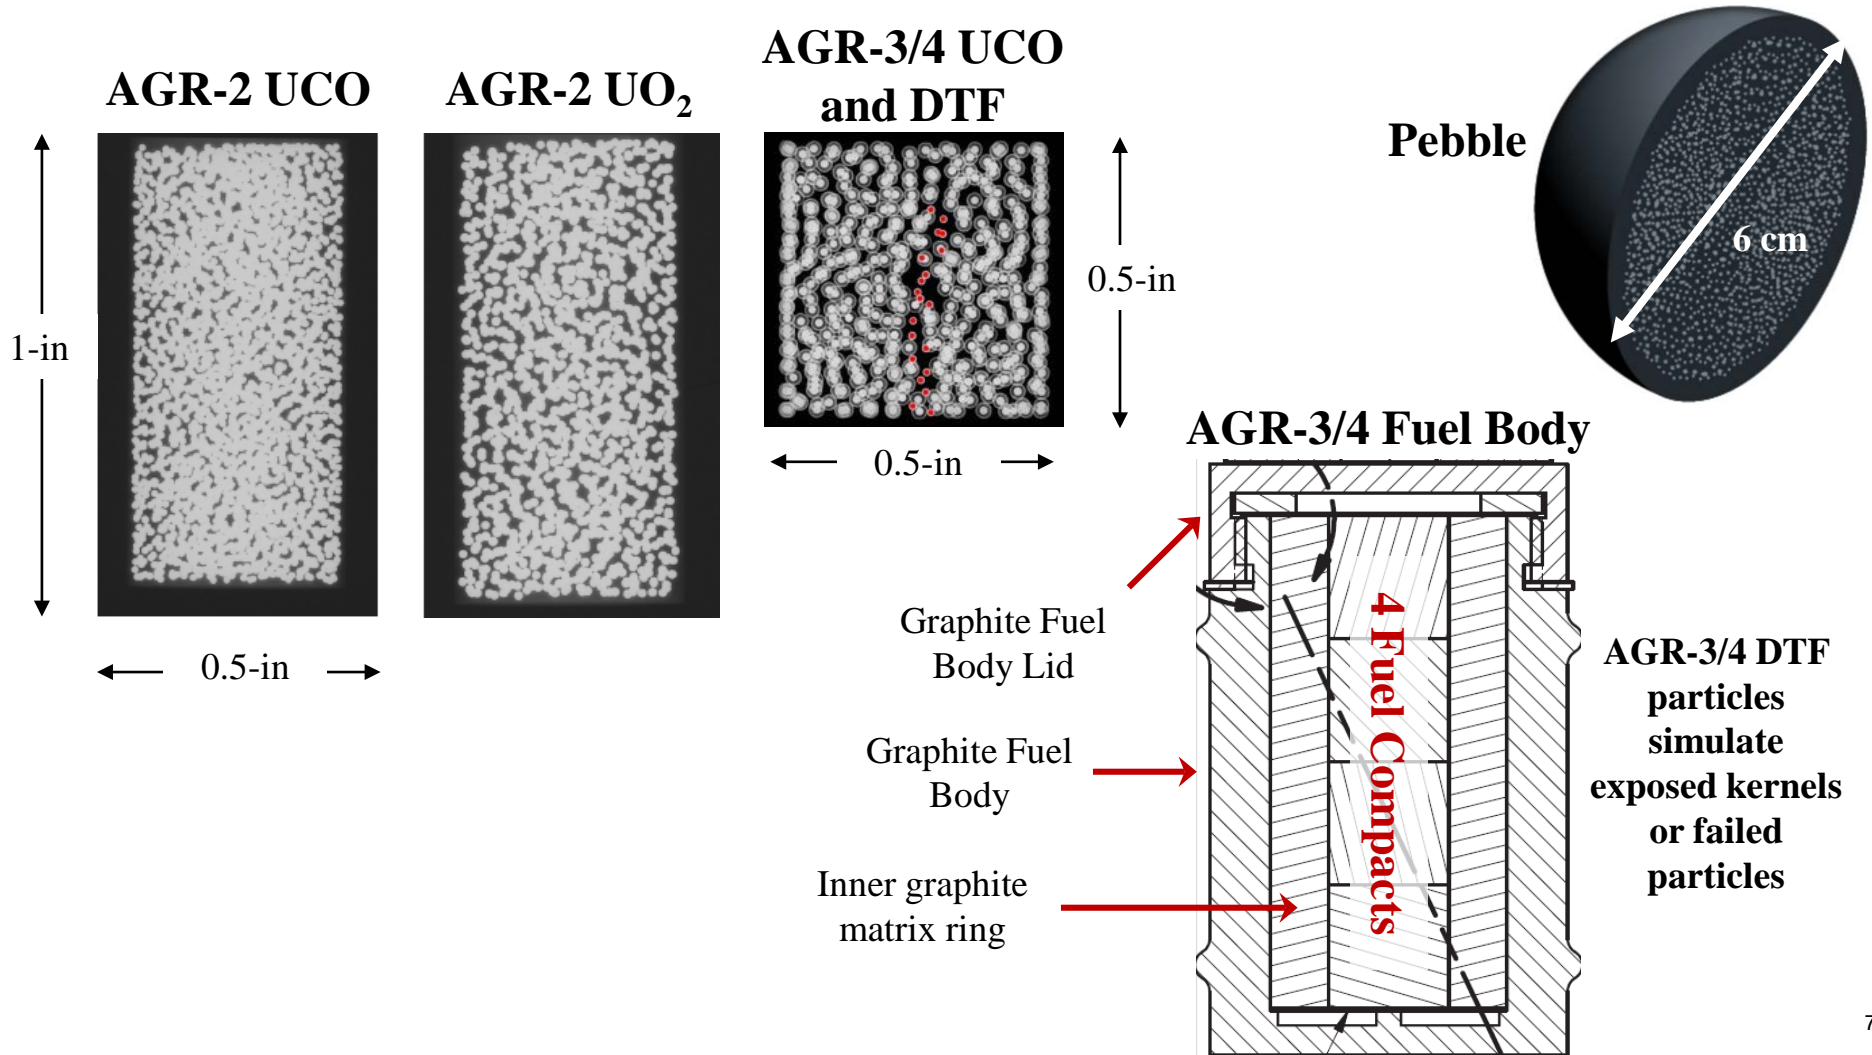 AGR-2 UCO
AGR-2 UO₂
AGR-3/4 UCO
and DTF
Pebble
6 cm
1-in
0.5-in
0.5-in
0.5-in
AGR-3/4 Fuel Body
Graphite Fuel
Body Lid
Graphite Fuel
Body
Inner graphite
matrix ring
4 Fuel Compacts
AGR-3/4 DTF
particles
simulate
exposed kernels
or failed
particles
7